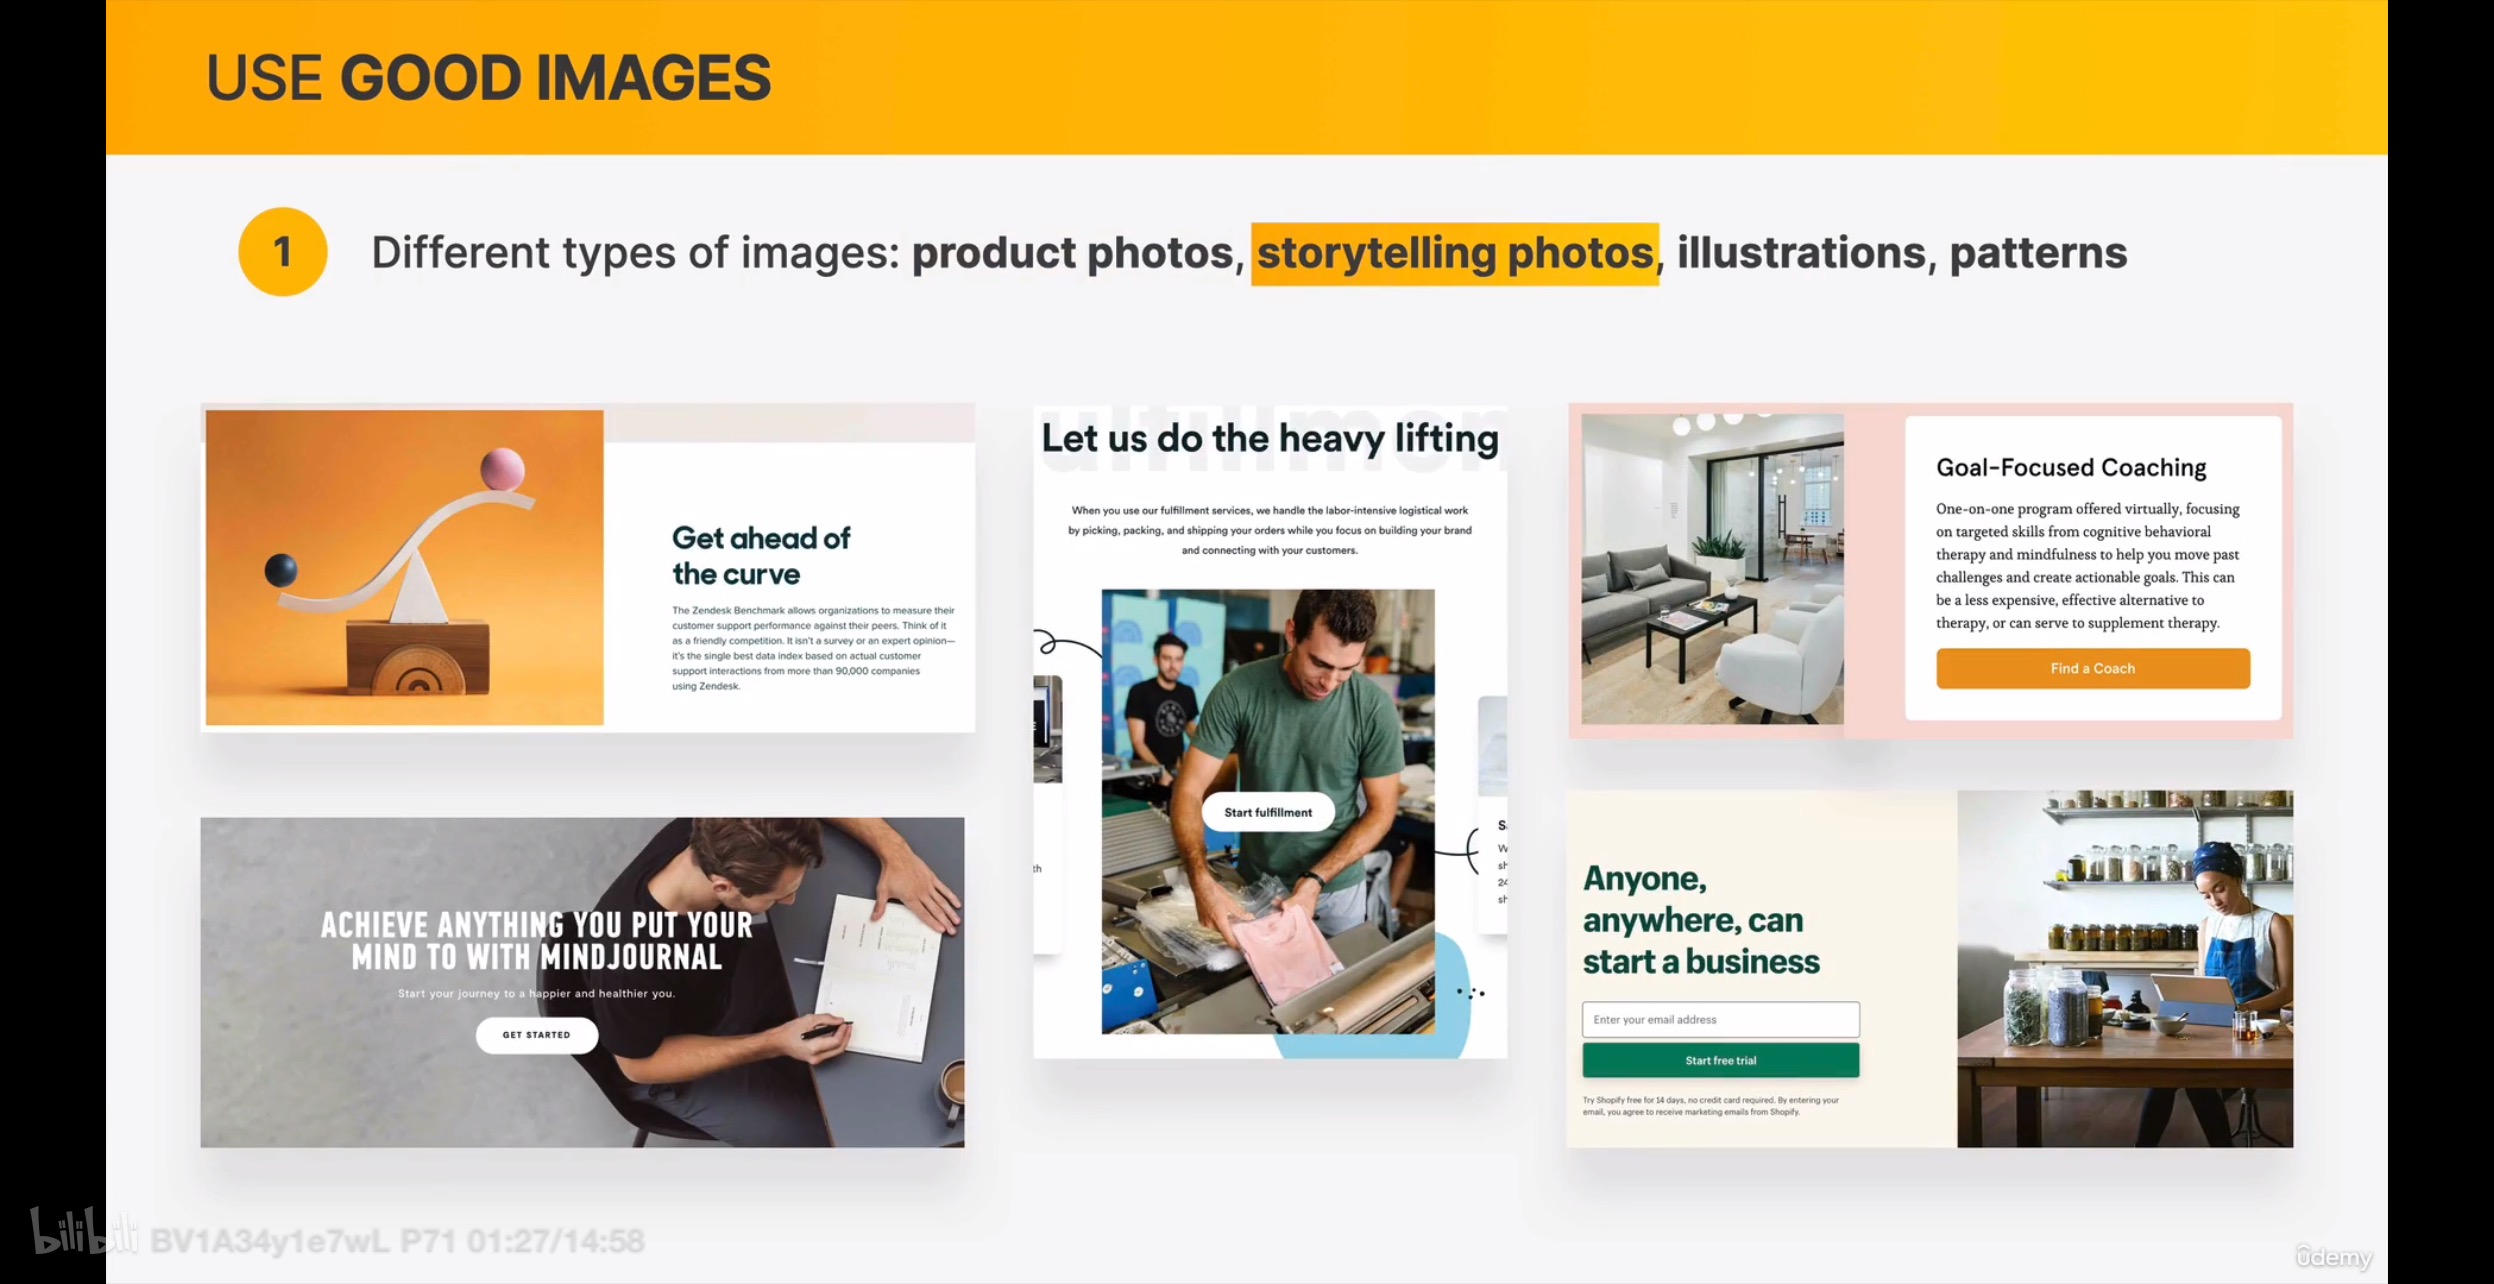 USE GOOD IMAGES
1
Different types of images: product photos, storytelling photos, illustrations, patterns
Get ahead of
the curve
The Zendesk Benchmark allows organizations to measure their
customer support performance against their peers. Think of it
as a friendly competition. It isn't a survey or an expert opinion—
it's the single best data index based on actual customer
support interactions from more than 90,000 companies
using Zendesk.
ACHIEVE ANYTHING YOU PUT YOUR
MIND TO WITH MINDJOURNAL
Start your journey to a happier and healthier you.
GET STARTED
Let us do the heavy lifting
When you use our fulfillment services, we handle the labor-intensive logistical work
by picking, packing, and shipping your orders while you focus on building your brand
and connecting with your customers.
Start fulfillment
Goal-Focused Coaching
One-on-one program offered virtually, focusing
on targeted skills from cognitive behavioral
therapy and mindfulness to help you move past
challenges and create actionable goals. This can
be a less expensive, effective alternative to
therapy, or can serve to supplement therapy.
Find a Coach
Anyone,
anywhere, can
start a business
Enter your email address
Start free trial
Try Shopify free for 14 days, no credit card required. By entering your
email, you agree to receive marketing emails from Shopify.
bilibili BV1A34y1e7wL P71 01:27/14:58
ûdemy